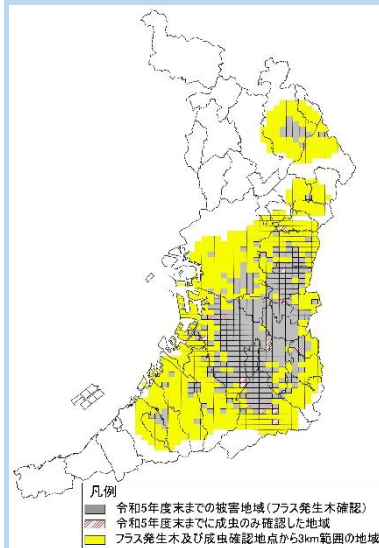 凡例
令和5年度末までの被害地域(フラス発生木確認)
令和5年度末までに成虫のみ確認した地域
フラス発生木及び成虫確認地点から3km範囲の地域